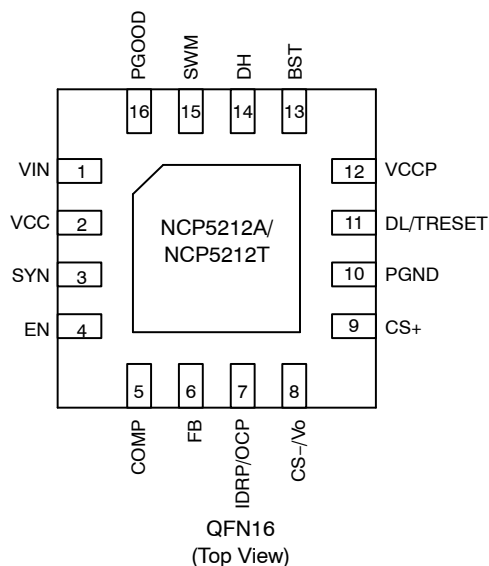 PGOOD
SWM
DH
BST
16
15
14
13
VIN 1
12 VCCP
VCC 2
11 DL/TRESET
NCP5212A/
NCP5212T
SYN 3
10 PGND
EN 4
9 CS+
5
6
7
8
COMP
FB
IDRP/OCP
CS−/Vo
QFN16
(Top View)